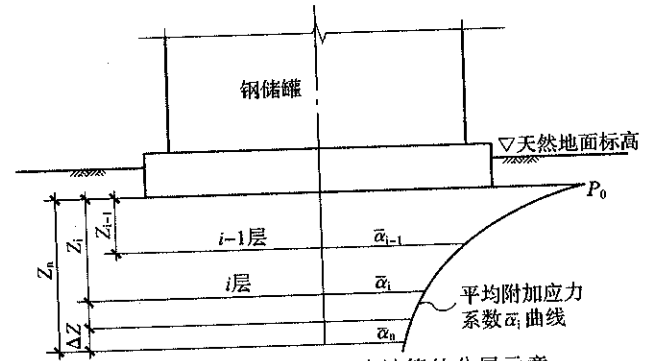 钢储罐
▽天然地面标高
P₀
i-1层
ᾱi-1
i层
ᾱi
ᾱn
平均附加应力
系数ᾱi曲线
Zn
Zi
Zi-1
ΔZ